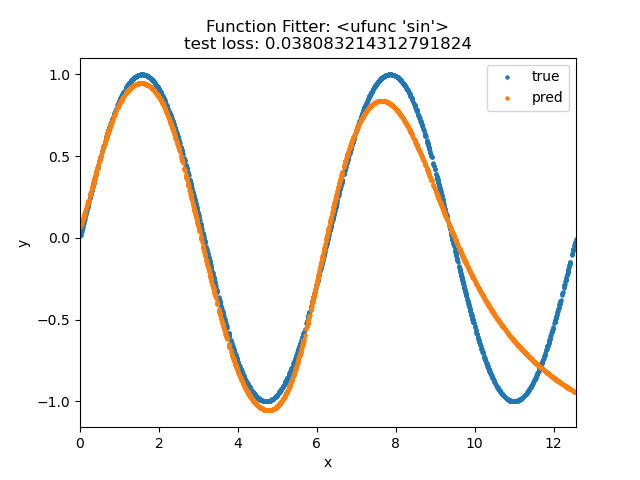 Function Fitter: <ufunc 'sin'>
test loss: 0.038083214312791824
true
pred
1.0
0.5
0.0
−0.5
−1.0
y
0 2 4 6 8 10 12
x